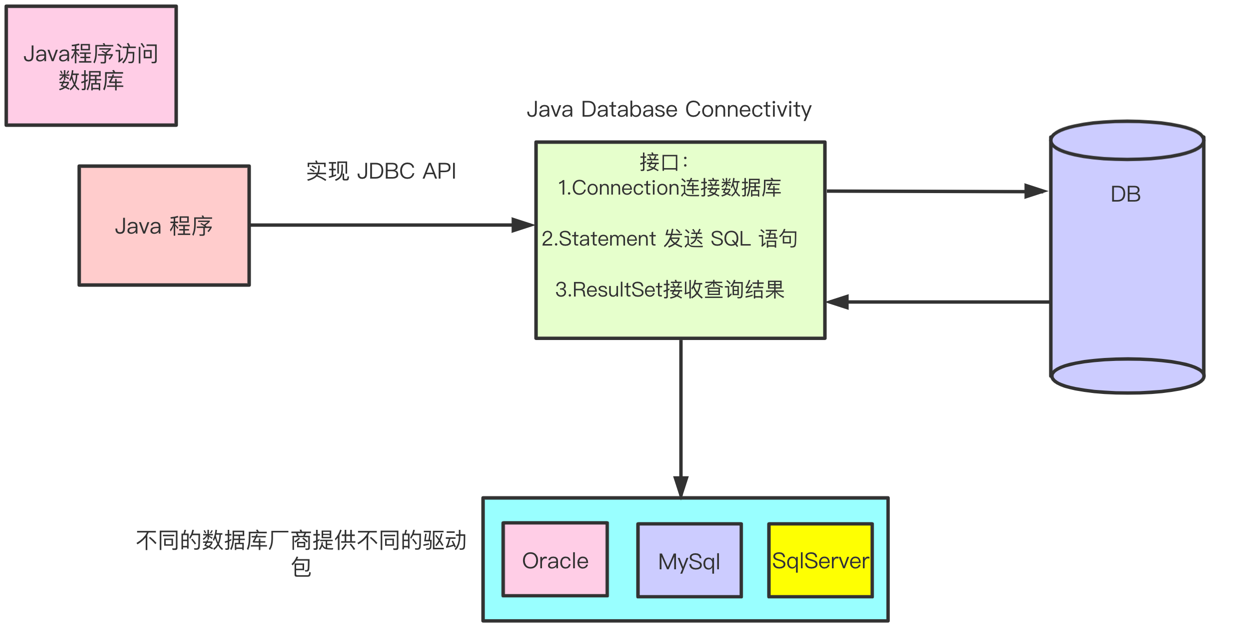 Java程序访问
数据库
Java Database Connectivity
实现 JDBC API
Java 程序
接口：
1.Connection连接数据库
2.Statement 发送 SQL 语句
3.ResultSet接收查询结果
DB
不同的数据库厂商提供不同的驱动
包
Oracle
MySql
SqlServer